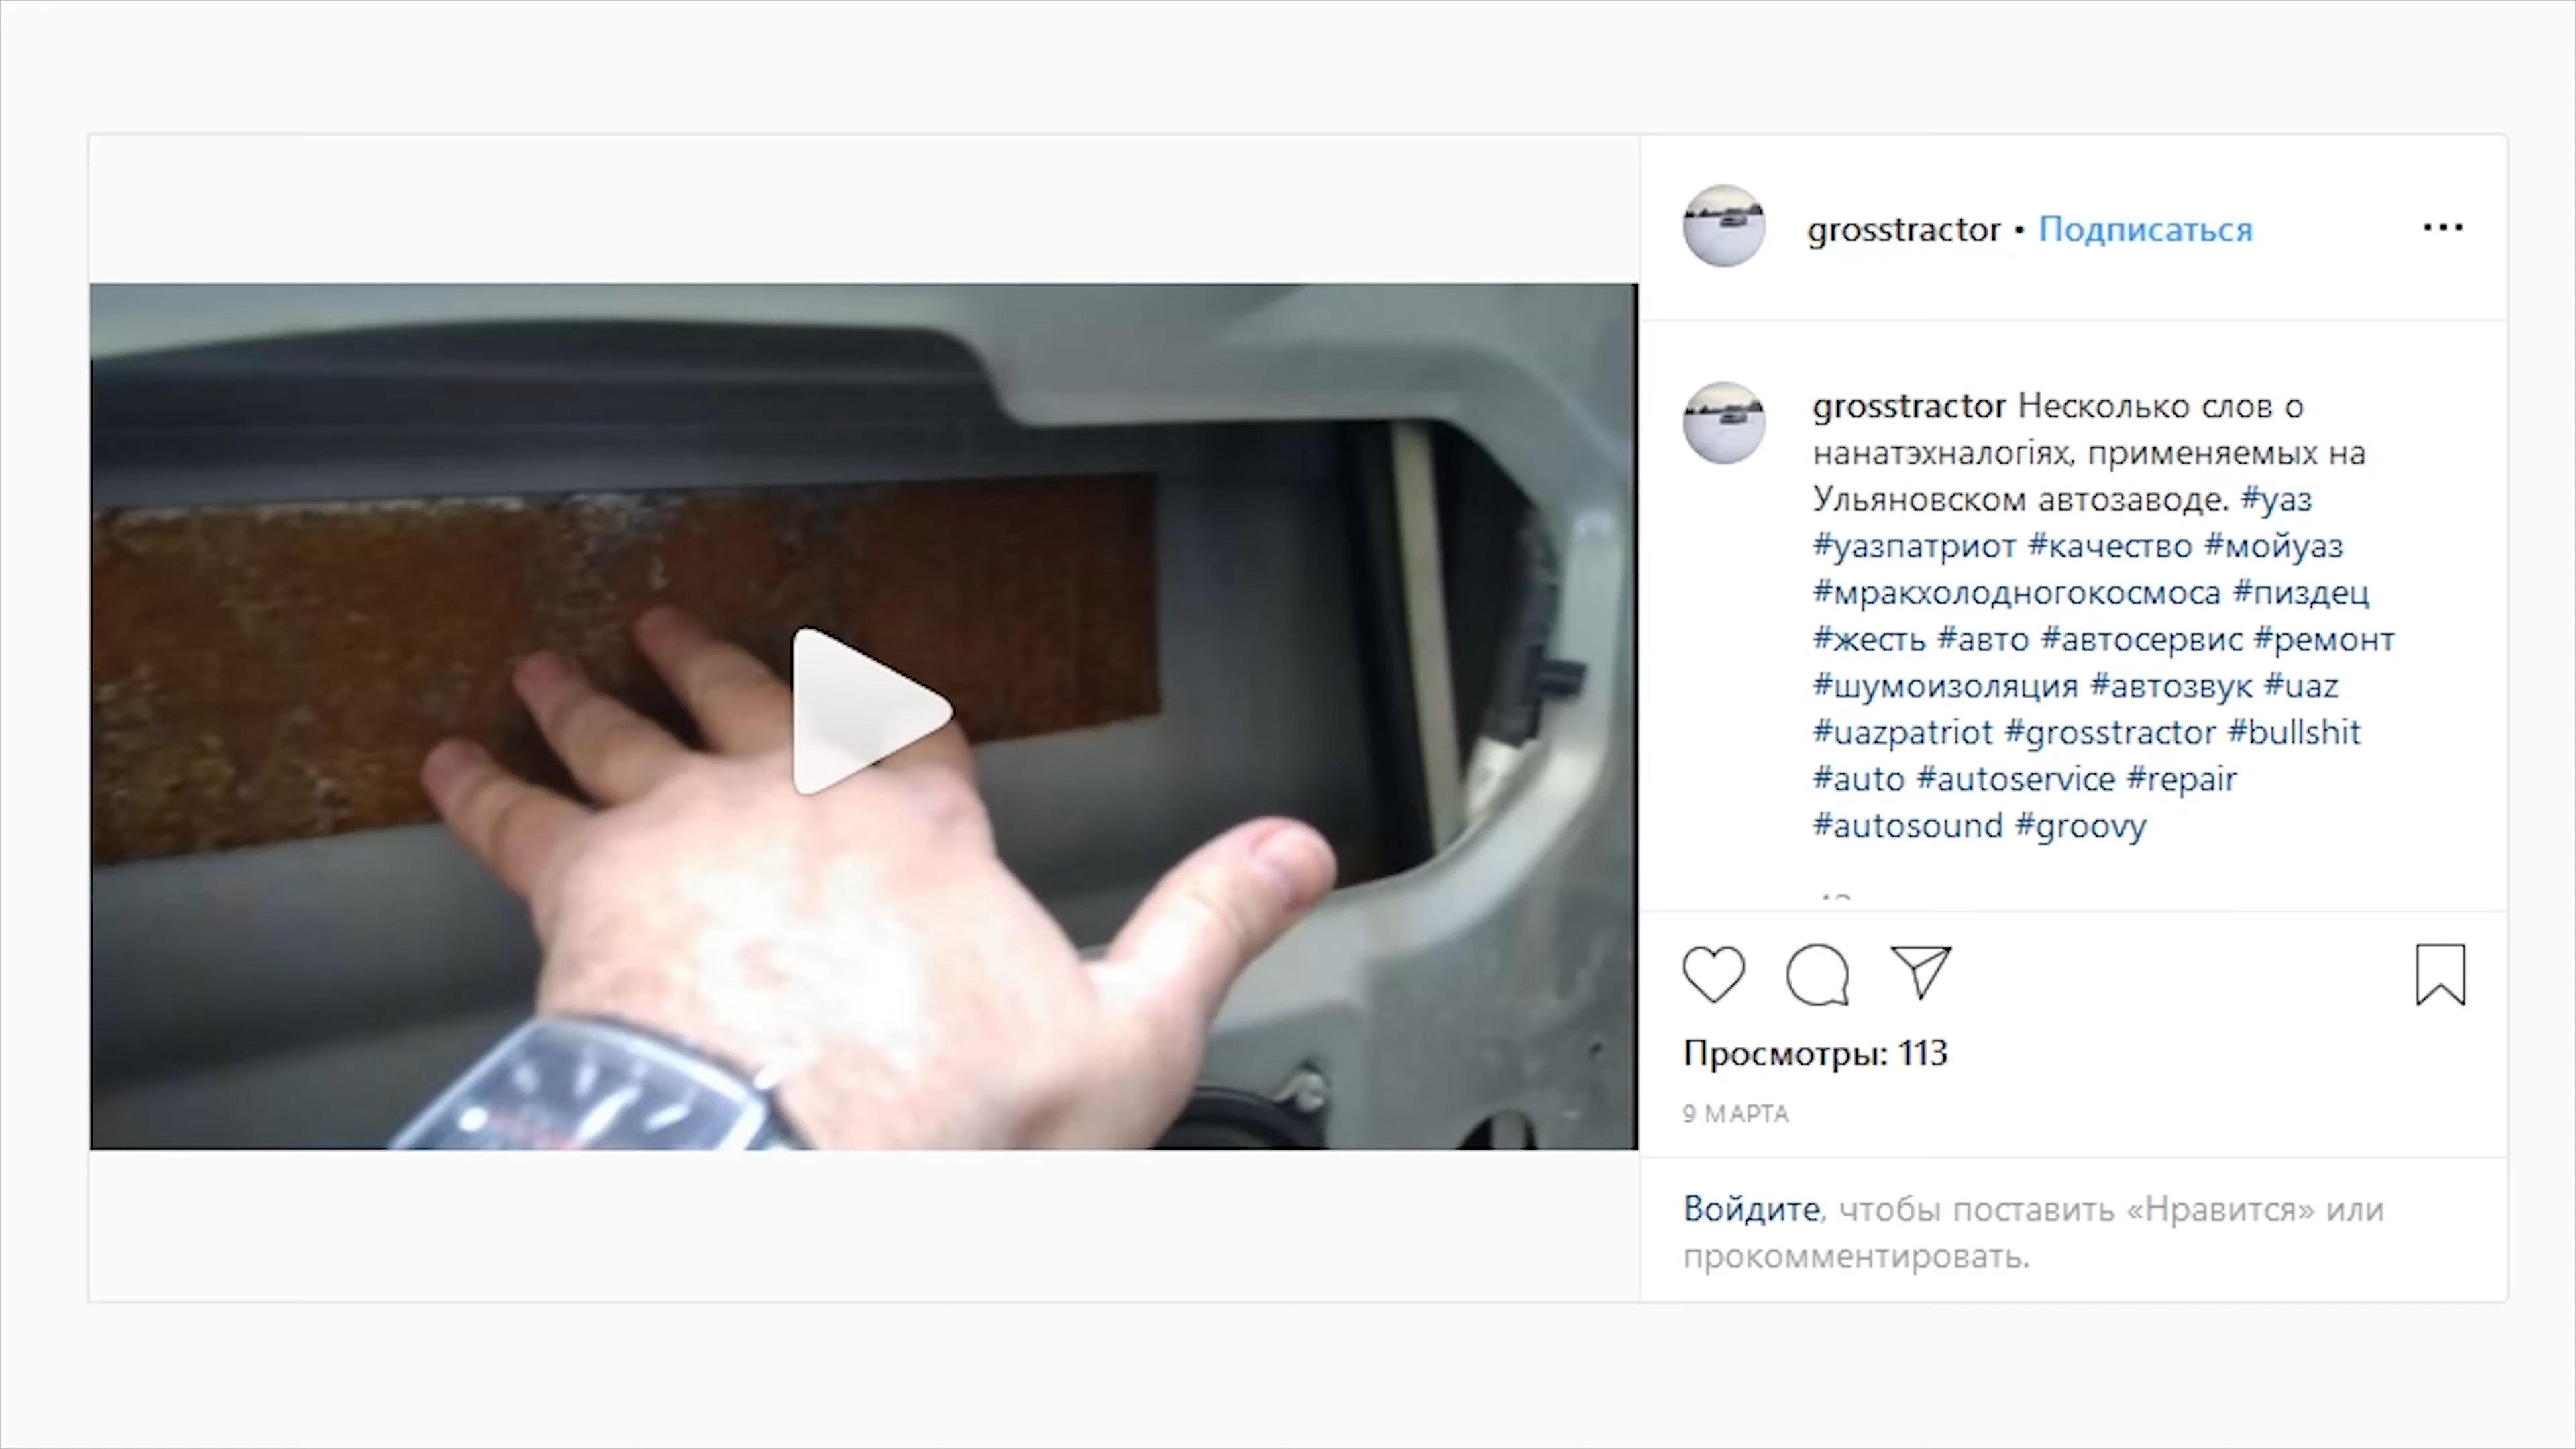 grosstractor • Подписаться
grosstractor Несколько слов о
нанатэхналогіях, применяемых на
Ульяновском автозаводе. #уаз
#уазпатриот #качество #мойуаз
#мракхолодногокосмоса #пиздец
#жесть #авто #автосервис #ремонт
#шумоизоляция #автозвук #uaz
#uazpatriot #grosstractor #bullshit
#auto #autoservice #repair
#autosound #groovy
Просмотры: 113
9 МАРТА
Войдите, чтобы поставить «Нравится» или
прокомментировать.